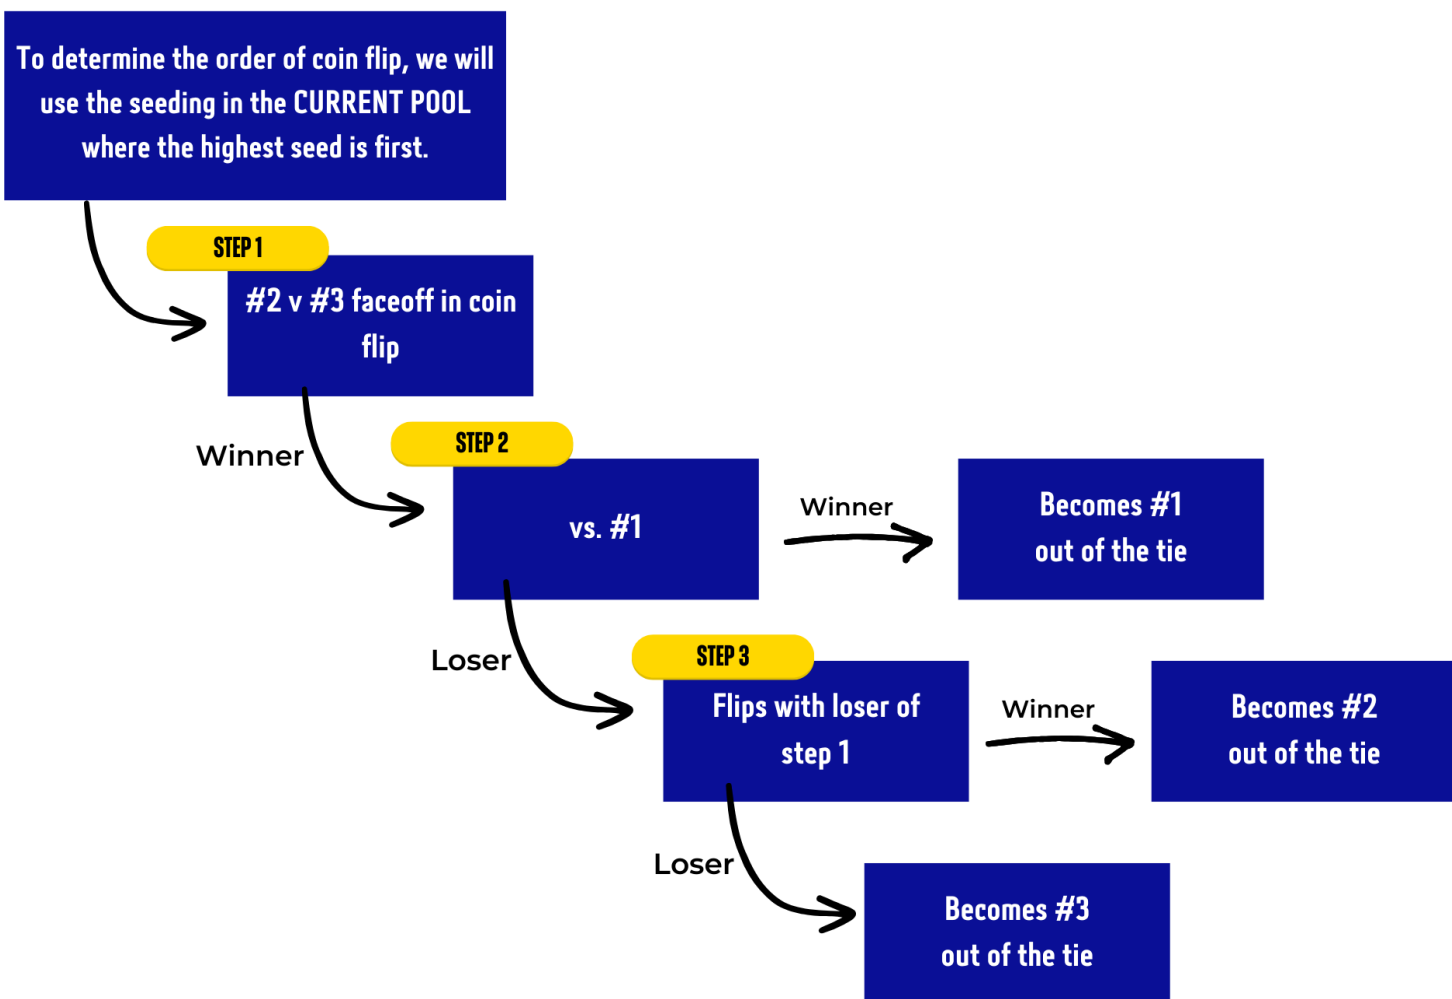 To determine the order of coin flip, we will
use the seeding in the CURRENT POOL
where the highest seed is first.
STEP 1
#2 v #3 faceoff in coin
flip
Winner
STEP 2
vs. #1
Winner
Becomes #1
out of the tie
Loser
STEP 3
Flips with loser of
step 1
Winner
Becomes #2
out of the tie
Loser
Becomes #3
out of the tie